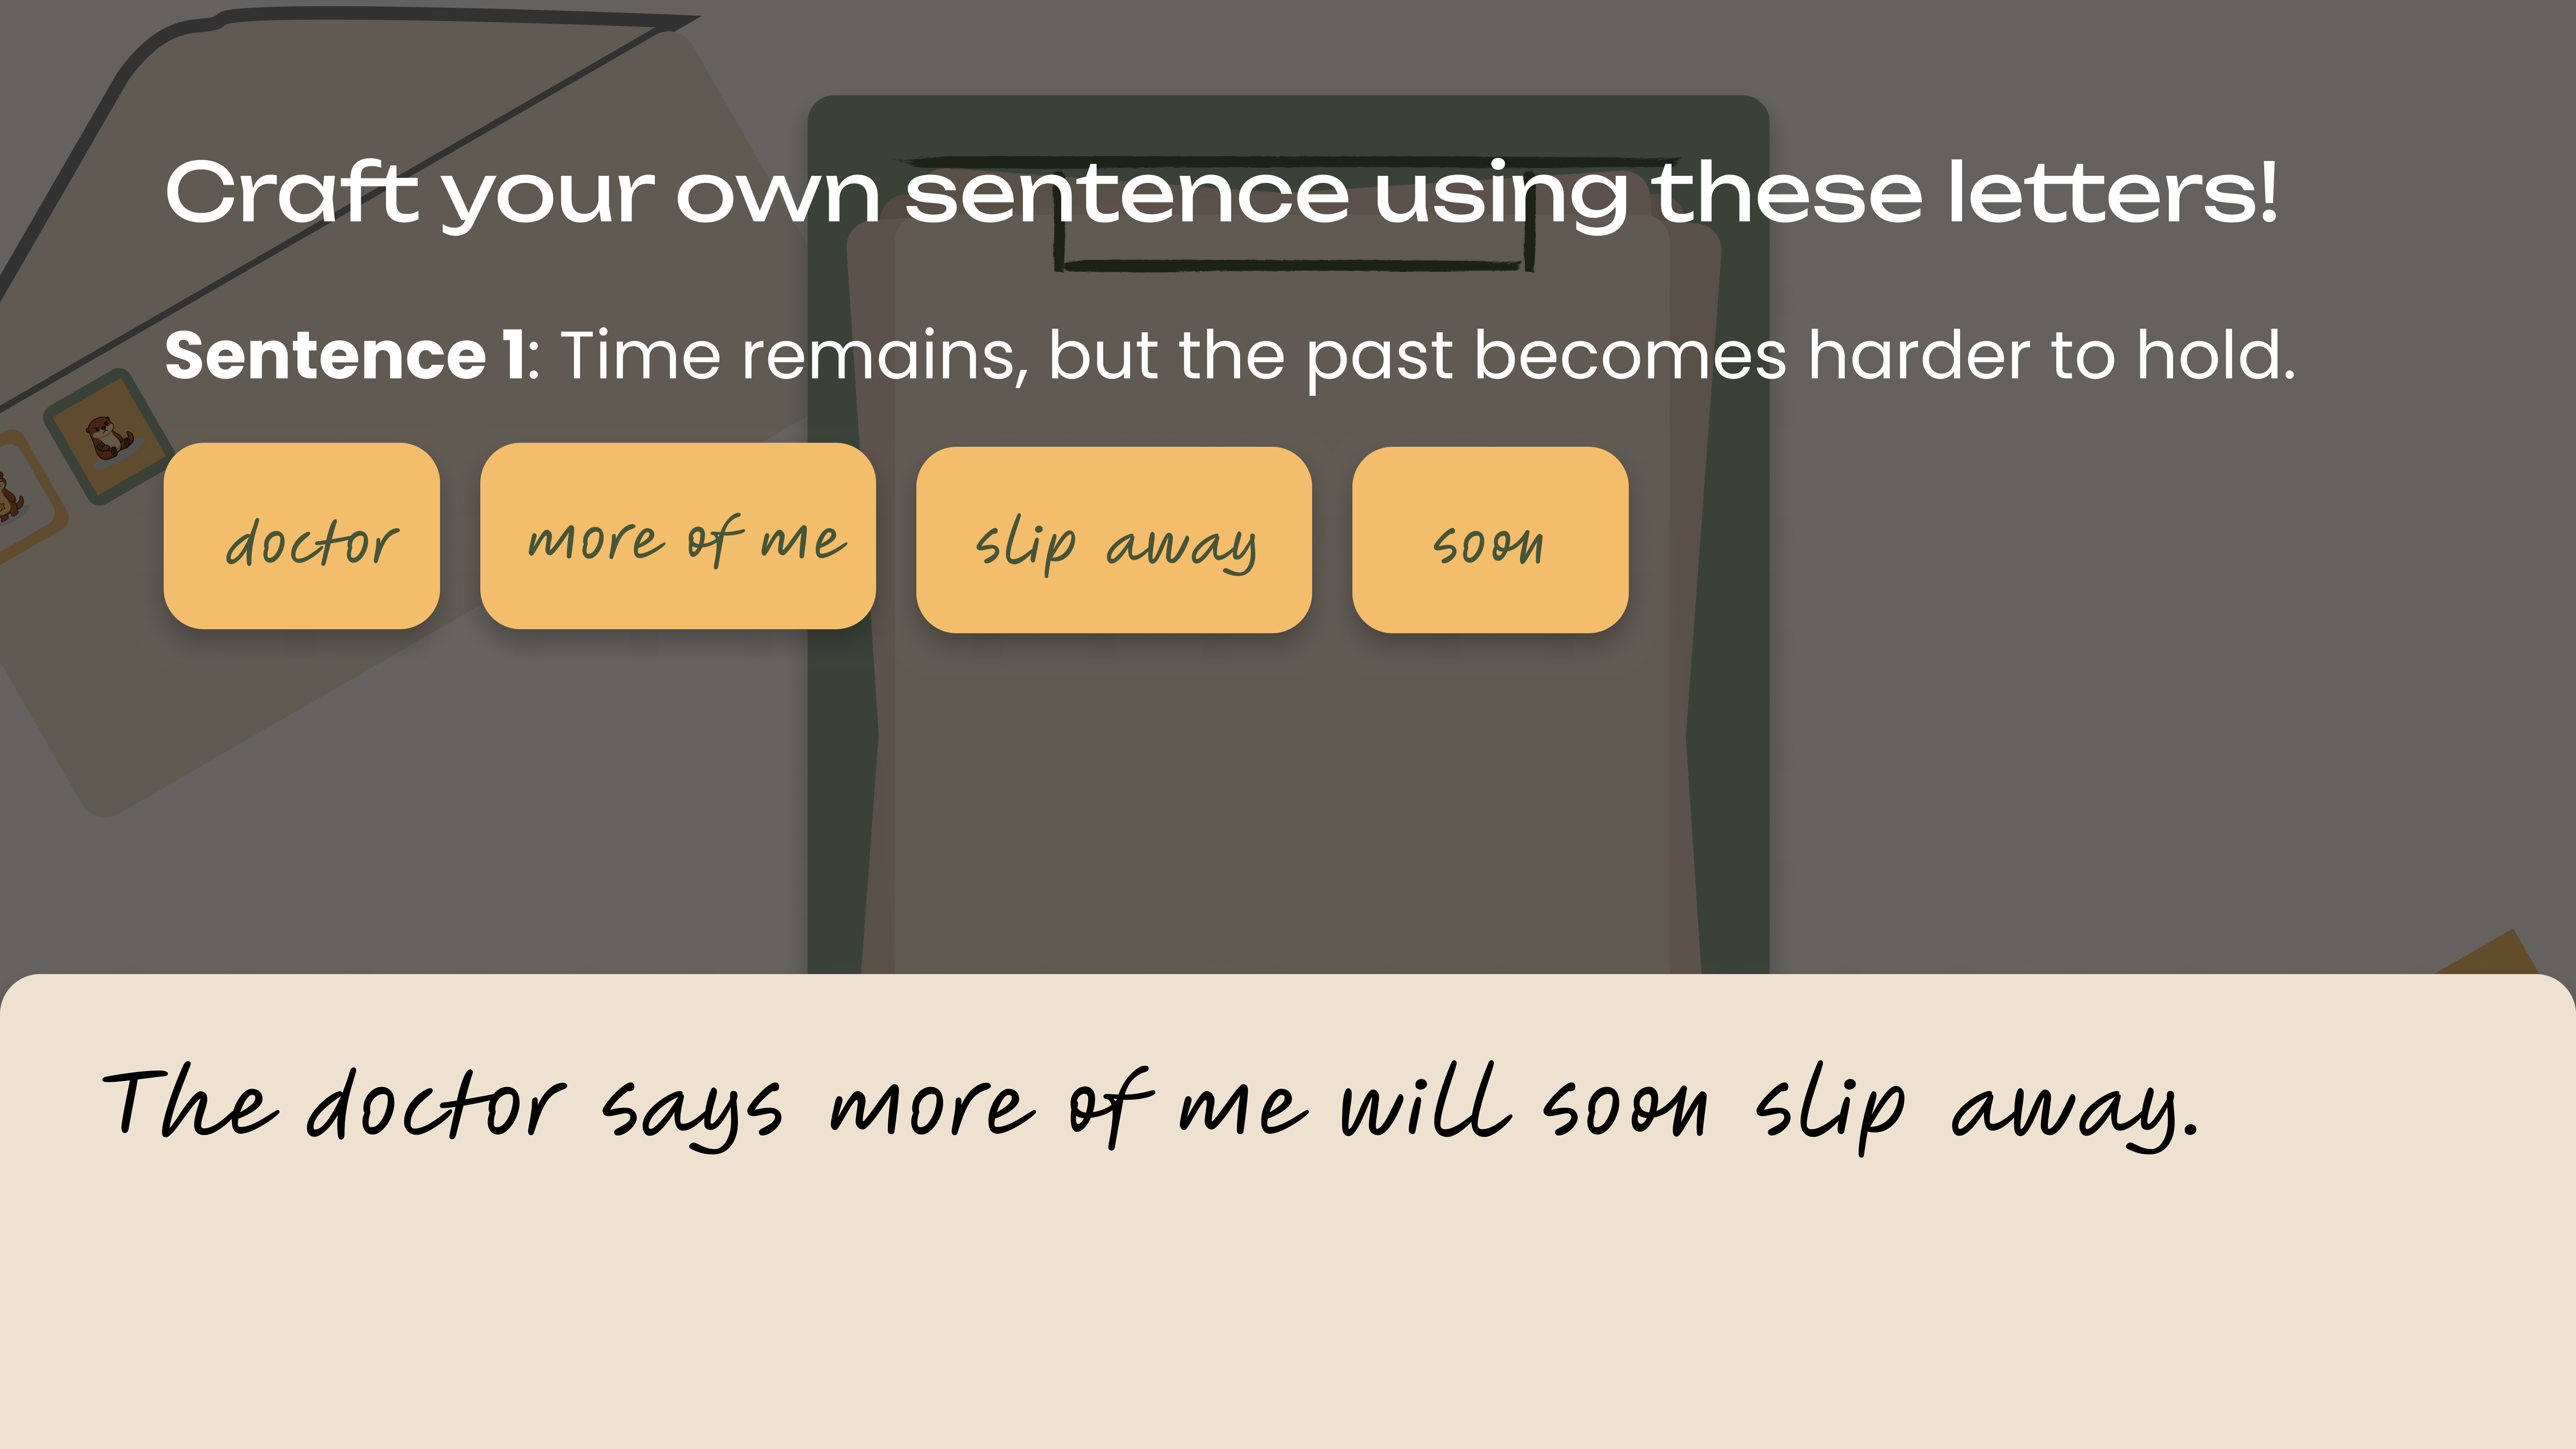 Craft your own sentence using these letters!
Sentence 1: Time remains, but the past becomes harder to hold.
doctor
more of me
slip away
soon
The doctor says more of me will soon slip away.